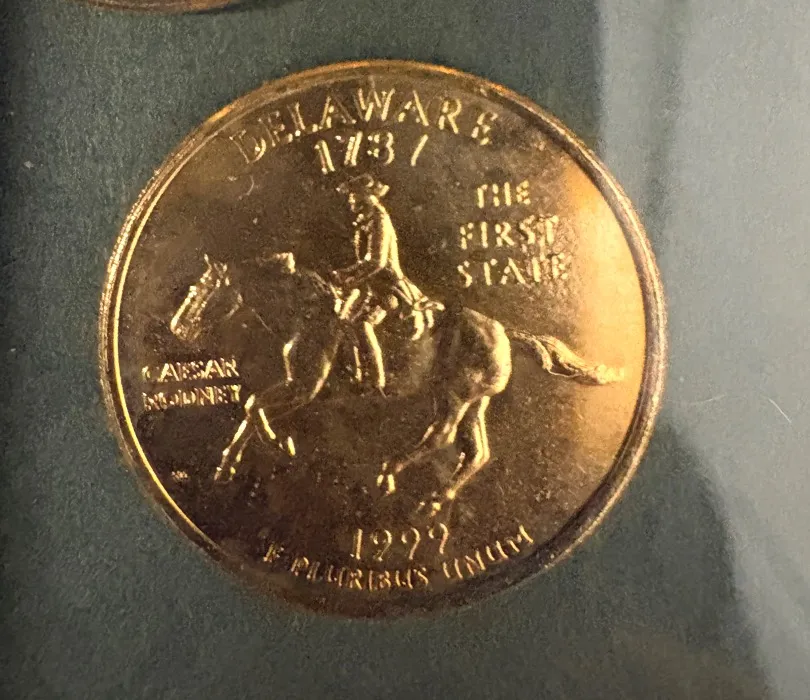 DELAWARE
1787
THE
FIRST
STATE
CAESAR
RODNEY
1999
E PLURIBUS UNUM